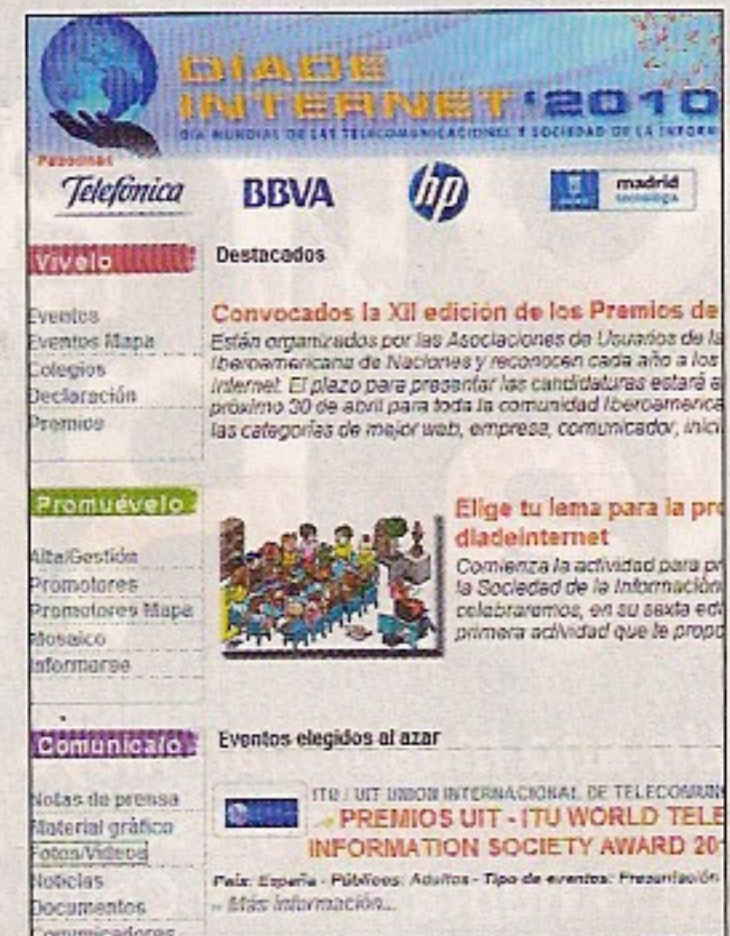 DÍA DE
INTERNET '2010
DIA MUNDIAL DE LAS TELECOMUNICACIONES Y SOCIEDAD DE LA INFORM
Patrocinan
Telefónica
BBVA
hp
madrid
tecnología
Vívelo
Eventos
Eventos Mapa
Colegios
Declaración
Premios
Destacados
Convocados la XII edición de los Premios de
Están organizados por las Asociaciones de Usuarios de la
Iberoamericana de Naciones y reconocen cada año a los
Internet. El plazo para presentar las candidaturas estará a
próximo 30 de abril para toda la comunidad Iberoamerica
las categorías de mejor web, empresa, comunicador, inici
Promuévelo
Alta/Gestión
Promotores
Promotores Mapa
Mosaico
Informarse
Elige tu lema para la pro
diadeinternet
Comienza la actividad para pr
la Sociedad de la Información
celebraremos, en su sexta edi
primera actividad que te propo
Comunícalo
Notas de prensa
Material gráfico
Fotos/Videos
Noticias
Documentos
Comunicadores
Eventos elegidos al azar
ITU / UIT UNION INTERNACIONAL DE TELECOMUN
PREMIOS UIT - ITU WORLD TELE
INFORMATION SOCIETY AWARD 20
País: España - Públicos: Adultos - Tipo de eventos: Presentación
» Más información...